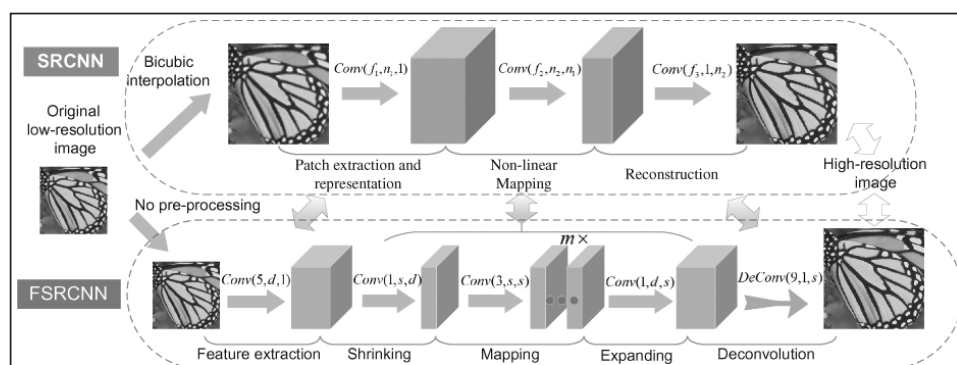 SRCNN
Bicubic
interpolation
Conv(f₁,n₁,1)
Conv(f₂,n₂,n₁)
Conv(f₃,1,n₂)
Original
low-resolution
image
Patch extraction and
representation
Non-linear
Mapping
Reconstruction
High-resolution
image
No pre-processing
m×
FSRCNN
Conv(5,d,1)
Conv(1,s,d)
Conv(3,s,s)
Conv(1,d,s)
DeConv(9,1,s)
Feature extraction
Shrinking
Mapping
Expanding
Deconvolution